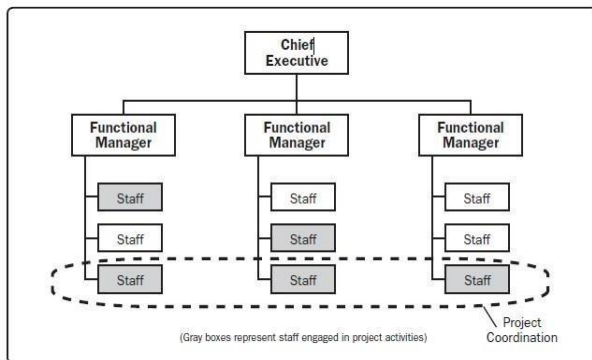 Chief
Executive
Functional
Manager
Functional
Manager
Functional
Manager
Staff
Staff
Staff
Staff
Staff
Staff
Staff
Staff
Staff
(Gray boxes represent staff engaged in project activities)
Project
Coordination